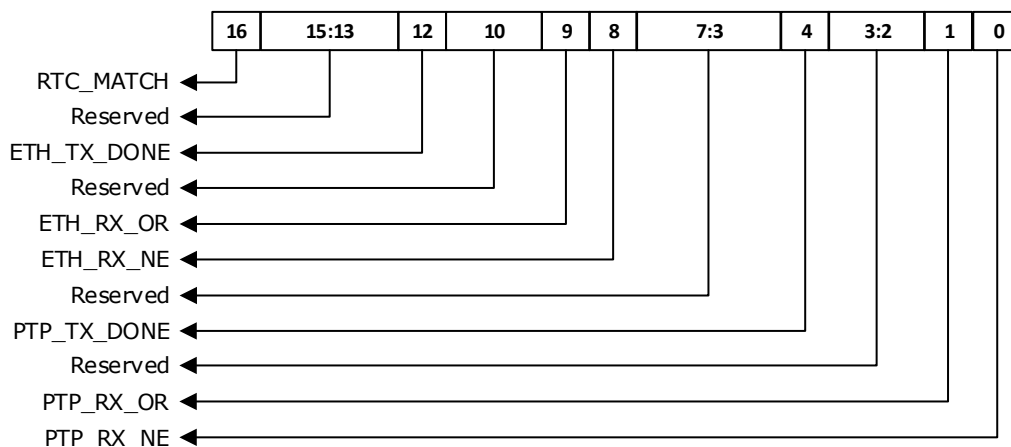 16 15:13 12 10 9 8 7:3 4 3:2 1 0
RTC_MATCH
Reserved
ETH_TX_DONE
Reserved
ETH_RX_OR
ETH_RX_NE
Reserved
PTP_TX_DONE
Reserved
PTP_RX_OR
PTP_RX_NE